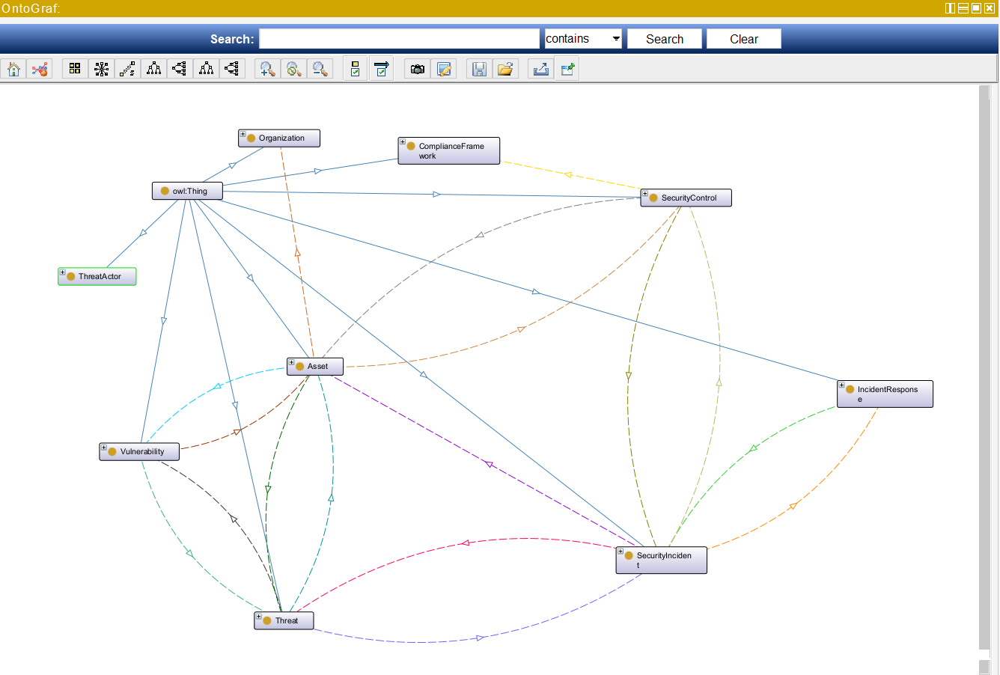 OntoGraf:
Search:
contains
Search
Clear
Organization
ComplianceFrame
work
owl:Thing
SecurityControl
ThreatActor
Asset
IncidentRespons
e
Vulnerability
SecurityInciden
t
Threat